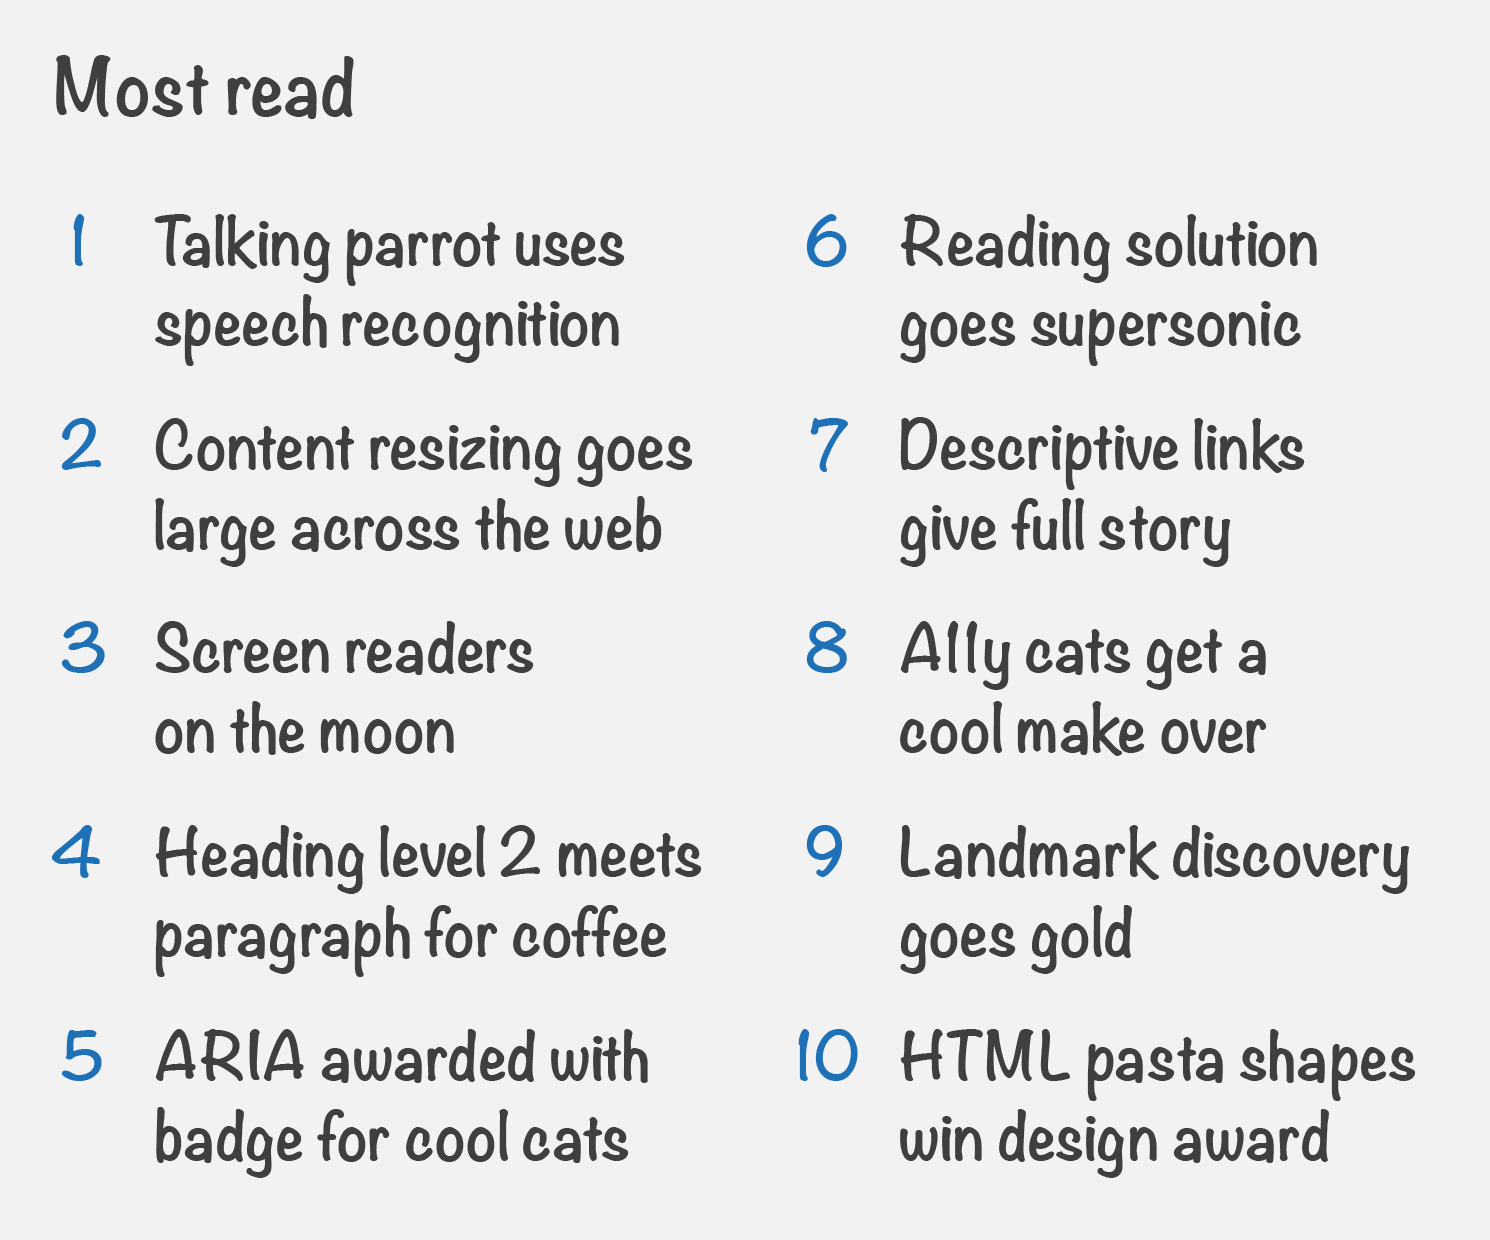 Most read
1 Talking parrot uses
speech recognition
2 Content resizing goes
large across the web
3 Screen readers
on the moon
4 Heading level 2 meets
paragraph for coffee
5 ARIA awarded with
badge for cool cats
6 Reading solution
goes supersonic
7 Descriptive links
give full story
8 A11y cats get a
cool make over
9 Landmark discovery
goes gold
10 HTML pasta shapes
win design award